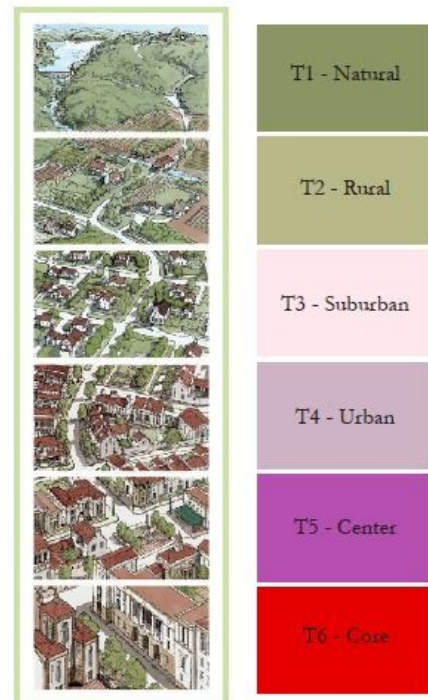 T1 - Natural
T2 - Rural
T3 - Suburban
T4 - Urban
T5 - Center
T6 - Core